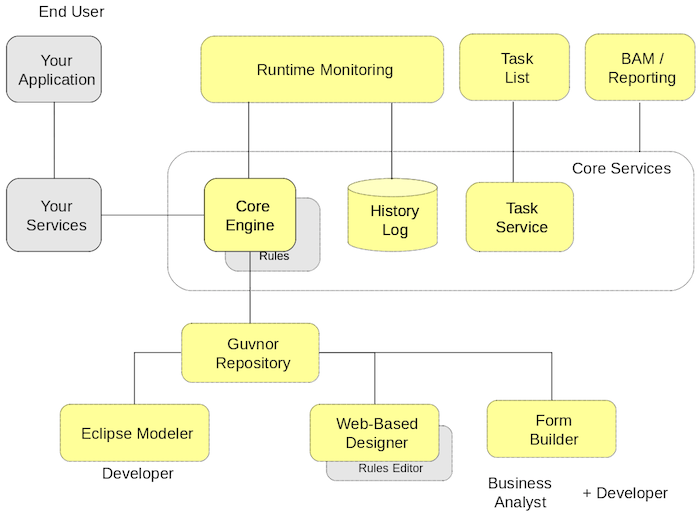 End User
Your
Application
Runtime Monitoring
Task
List
BAM /
Reporting
Core Services
Your
Services
Core
Engine
Rules
History
Log
Task
Service
Guvnor
Repository
Eclipse Modeler
Web-Based
Designer
Rules Editor
Form
Builder
Developer
Business
Analyst
+ Developer